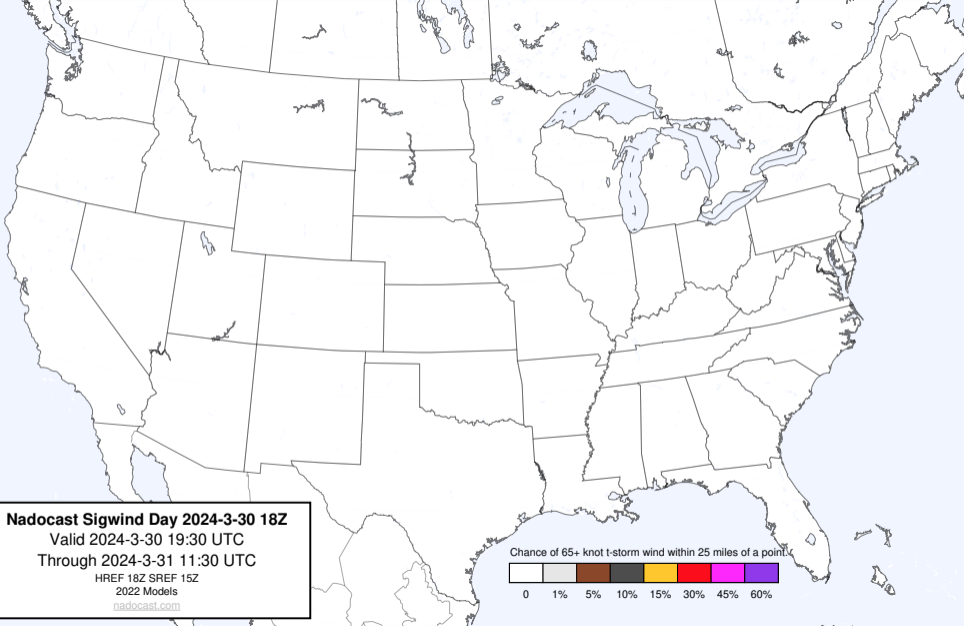 Nadocast Sigwind Day 2024-3-30 18Z
Valid 2024-3-30 19:30 UTC
Through 2024-3-31 11:30 UTC
HREF 18Z SREF 15Z
2022 Models
nadocast.com
Chance of 65+ knot t-storm wind within 25 miles of a point.
0 1% 5% 10% 15% 30% 45% 60%